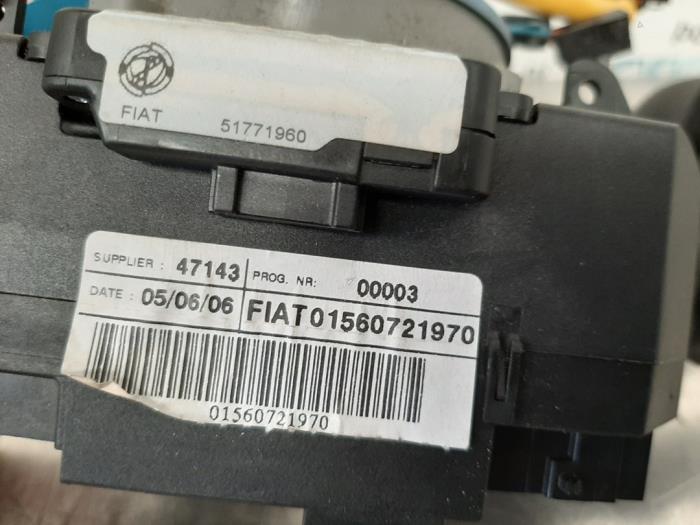 FIAT 51771960
SUPPLIER : 47143 PROG. NR: 00003
DATE : 05/06/06 FIAT01560721970
01560721970